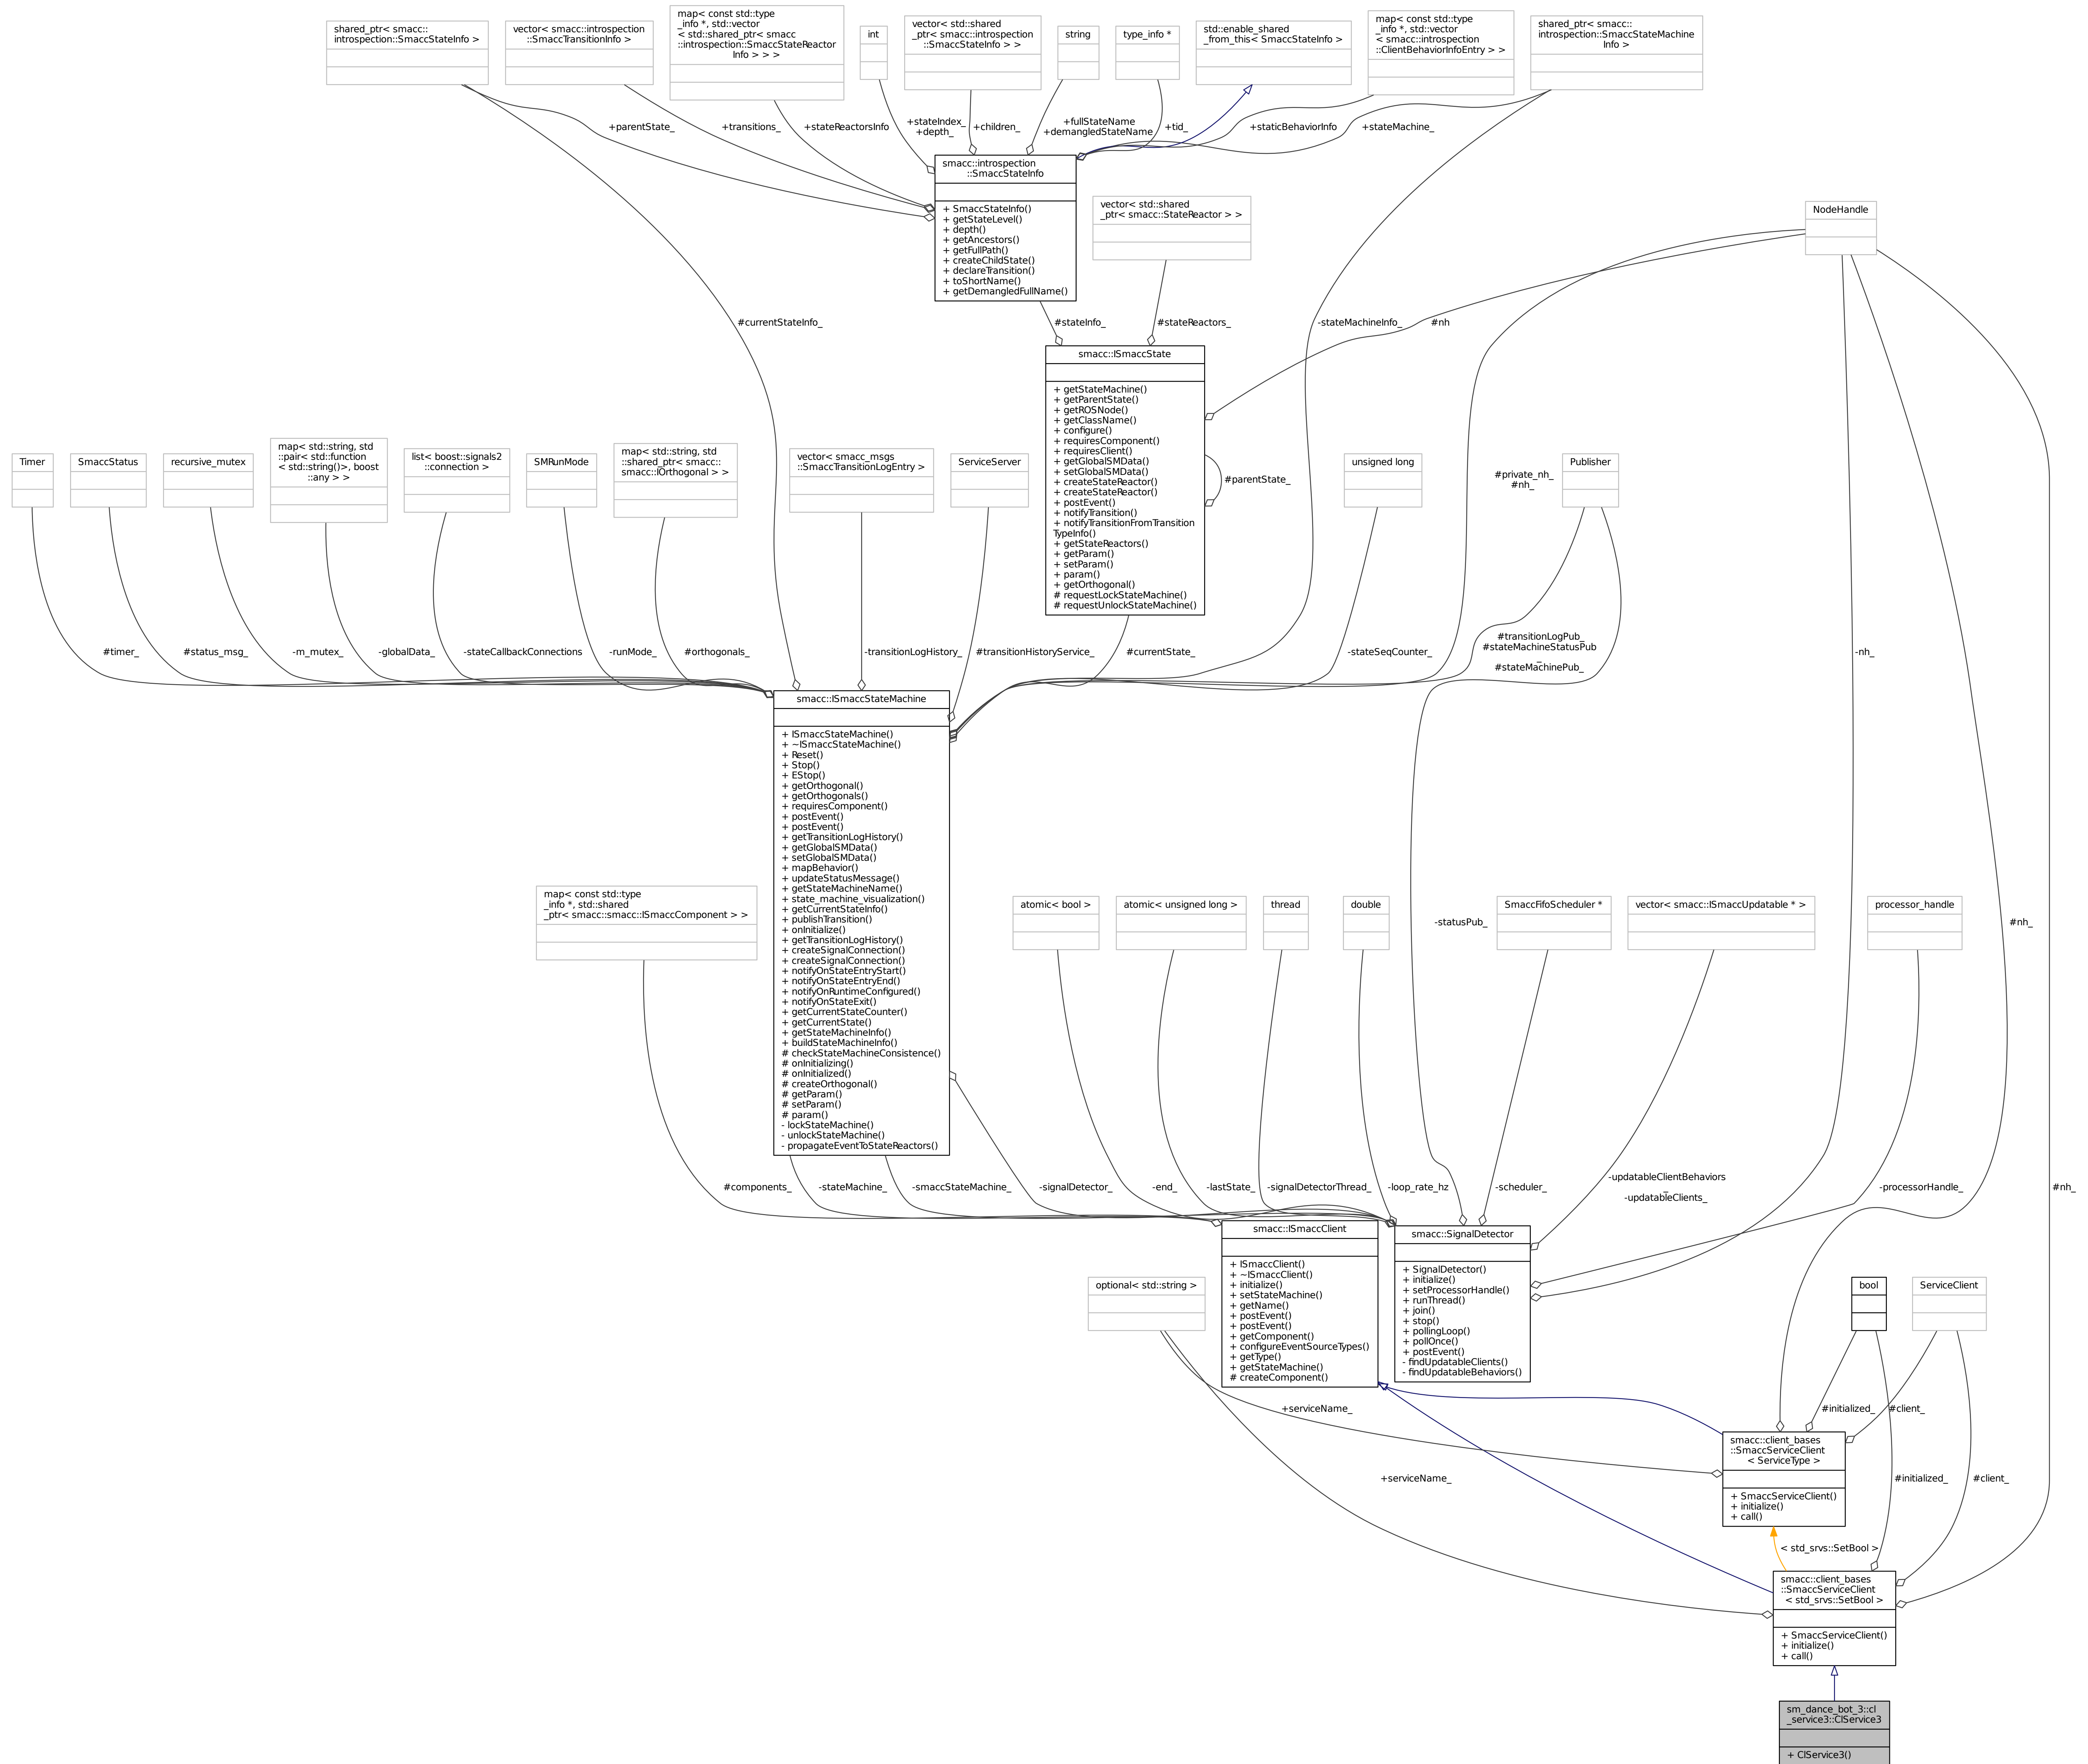 shared_ptr< smacc::
introspection::SmaccStateInfo >
vector< smacc::introspection
::SmaccTransitionInfo >
map< const std::type
_info *, std::vector
< std::shared_ptr< smacc
::introspection::SmaccStateReactor
Info > > >
int
vector< std::shared
_ptr< smacc::introspection
::SmaccStateInfo > >
string
type_info *
std::enable_shared
_from_this< SmaccStateInfo >
map< const std::type
_info *, std::vector
< smacc::introspection
::ClientBehaviorInfoEntry > >
shared_ptr< smacc::
introspection::SmaccStateMachine
Info >
+parentState_
+transitions_
+stateReactorsInfo
+stateIndex_
+depth_
+children_
+fullStateName
+demangledStateName
+tid_
+staticBehaviorInfo
+stateMachine_
smacc::introspection
::SmaccStateInfo
+ SmaccStateInfo()
+ getStateLevel()
+ depth()
+ getAncestors()
+ getFullPath()
+ createChildState()
+ declareTransition()
+ toShortName()
+ getDemangledFullName()
vector< std::shared
_ptr< smacc::StateReactor > >
NodeHandle
#currentStateInfo_
#stateInfo_
#stateReactors_
-stateMachineInfo_
#nh
smacc::ISmaccState
+ getStateMachine()
+ getParentState()
+ getROSNode()
+ getClassName()
+ configure()
+ requiresComponent()
+ requiresClient()
+ getGlobalSMData()
+ setGlobalSMData()
+ createStateReactor()
+ createStateReactor()
+ postEvent()
+ notifyTransition()
+ notifyTransitionFromTransition
TypeInfo()
+ getStateReactors()
+ getParam()
+ setParam()
+ param()
+ getOrthogonal()
# requestLockStateMachine()
# requestUnlockStateMachine()
#parentState_
Timer
SmaccStatus
recursive_mutex
map< std::string, std
::pair< std::function
< std::string()>, boost
::any > >
list< boost::signals2
::connection >
SMRunMode
map< std::string, std
::shared_ptr< smacc::
smacc::IOrthogonal > >
vector< smacc_msgs
::SmaccTransitionLogEntry >
ServiceServer
unsigned long
#private_nh_
#nh_
Publisher
#timer_
#status_msg_
-m_mutex_
-globalData_
-stateCallbackConnections
-runMode_
#orthogonals_
-transitionLogHistory_
#transitionHistoryService_
#currentState_
-stateSeqCounter_
#transitionLogPub_
#stateMachineStatusPub
_
#stateMachinePub_
-nh_
smacc::ISmaccStateMachine
+ ISmaccStateMachine()
+ ~ISmaccStateMachine()
+ Reset()
+ Stop()
+ EStop()
+ getOrthogonal()
+ getOrthogonals()
+ requiresComponent()
+ postEvent()
+ postEvent()
+ getTransitionLogHistory()
+ getGlobalSMData()
+ setGlobalSMData()
+ mapBehavior()
+ updateStatusMessage()
+ getStateMachineName()
+ state_machine_visualization()
+ getCurrentStateInfo()
+ publishTransition()
+ onInitialize()
+ getTransitionLogHistory()
+ createSignalConnection()
+ createSignalConnection()
+ notifyOnStateEntryStart()
+ notifyOnStateEntryEnd()
+ notifyOnRuntimeConfigured()
+ notifyOnStateExit()
+ getCurrentStateCounter()
+ getCurrentState()
+ getStateMachineInfo()
+ buildStateMachineInfo()
# checkStateMachineConsistence()
# onInitializing()
# onInitialized()
# createOrthogonal()
# getParam()
# setParam()
# param()
- lockStateMachine()
- unlockStateMachine()
- propagateEventToStateReactors()
map< const std::type
_info *, std::shared
_ptr< smacc::smacc::ISmaccComponent > >
atomic< bool >
atomic< unsigned long >
thread
double
-statusPub_
SmaccFifoScheduler *
vector< smacc::ISmaccUpdatable * >
processor_handle
#nh_
#components_
-stateMachine_
-smaccStateMachine_
-signalDetector_
-end_
-lastState_
-signalDetectorThread_
-loop_rate_hz
-scheduler_
-updatableClientBehaviors
_
-updatableClients_
-processorHandle_
#nh_
smacc::ISmaccClient
+ ISmaccClient()
+ ~ISmaccClient()
+ initialize()
+ setStateMachine()
+ getName()
+ postEvent()
+ postEvent()
+ getComponent()
+ configureEventSourceTypes()
+ getType()
+ getStateMachine()
# createComponent()
smacc::SignalDetector
+ SignalDetector()
+ initialize()
+ setProcessorHandle()
+ runThread()
+ join()
+ stop()
+ pollingLoop()
+ pollOnce()
+ postEvent()
- findUpdatableClients()
- findUpdatableBehaviors()
optional< std::string >
bool
ServiceClient
+serviceName_
#initialized_
#client_
smacc::client_bases
::SmaccServiceClient
< ServiceType >
+ SmaccServiceClient()
+ initialize()
+ call()
+serviceName_
#initialized_
#client_
< std_srvs::SetBool >
smacc::client_bases
::SmaccServiceClient
< std_srvs::SetBool >
+ SmaccServiceClient()
+ initialize()
+ call()
sm_dance_bot_3::cl
_service3::ClService3
+ ClService3()